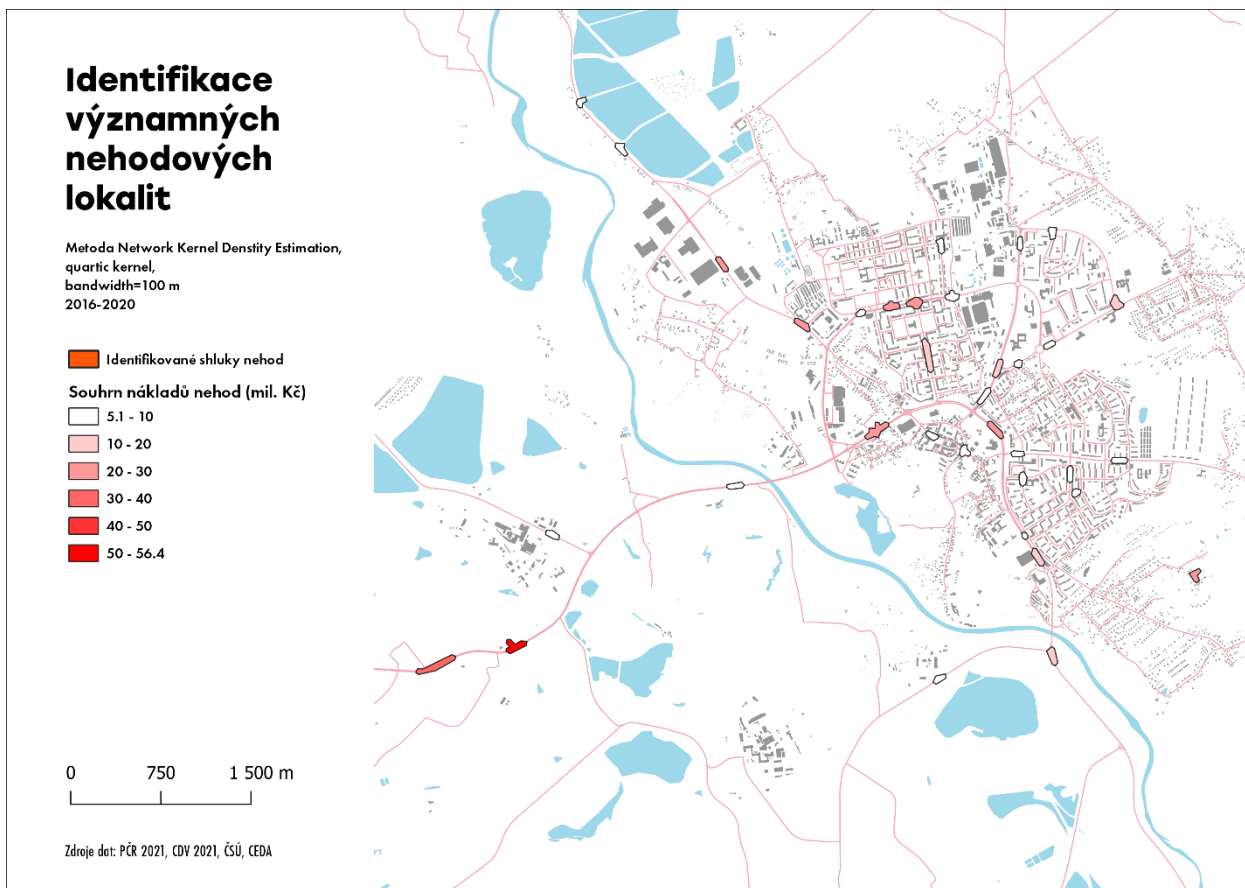 Identifikace
významných
nehodových
lokalit
Metoda Network Kernel Denstity Estimation,
quartic kernel,
bandwidth=100 m
2016-2020
Identifikované shluky nehod
Souhrn nákladů nehod (mil. Kč)
5.1 - 10
10 - 20
20 - 30
30 - 40
40 - 50
50 - 56.4
0 750 1 500 m
Zdroje dat: PČR 2021, CDV 2021, ČSÚ, CEDA